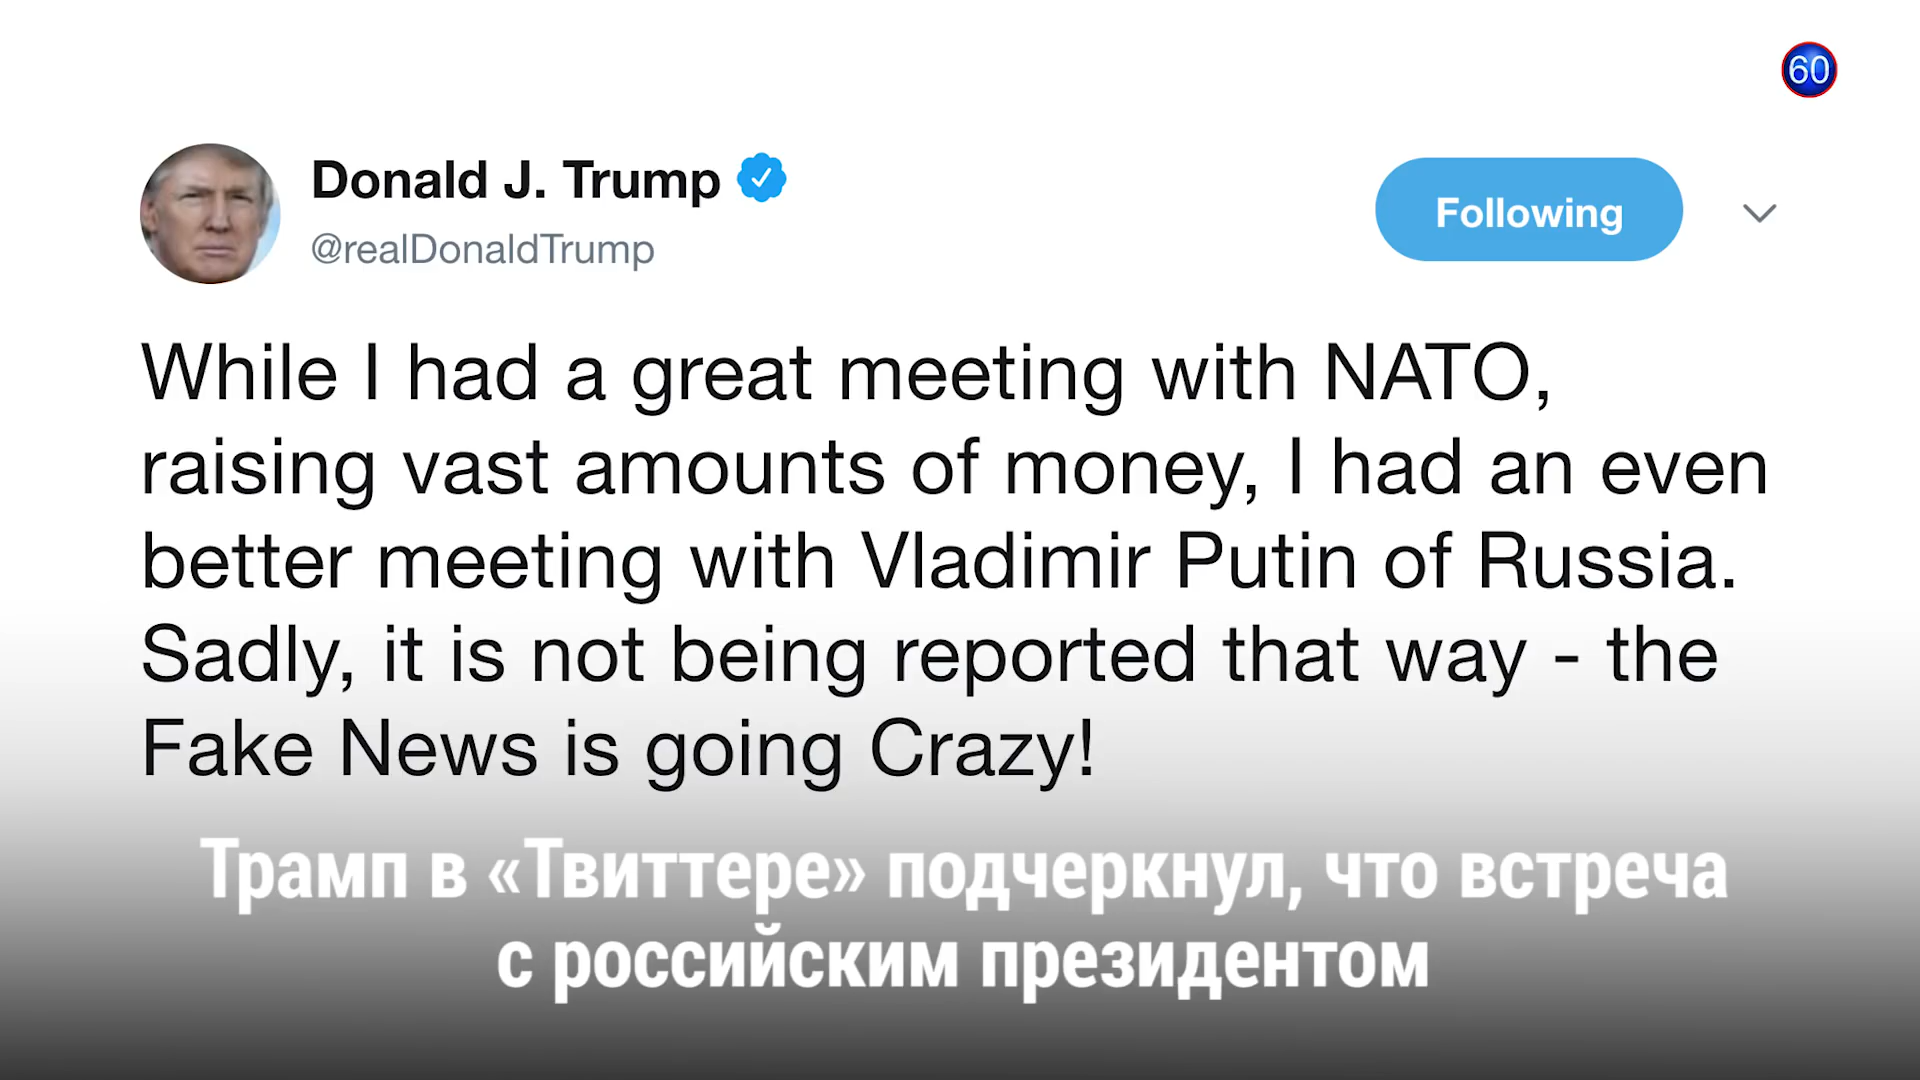 60
Donald J. Trump
@realDonaldTrump
Following
While I had a great meeting with NATO,
raising vast amounts of money, I had an even
better meeting with Vladimir Putin of Russia.
Sadly, it is not being reported that way - the
Fake News is going Crazy!
Трамп в «Твиттере» подчеркнул, что встреча
с российским президентом